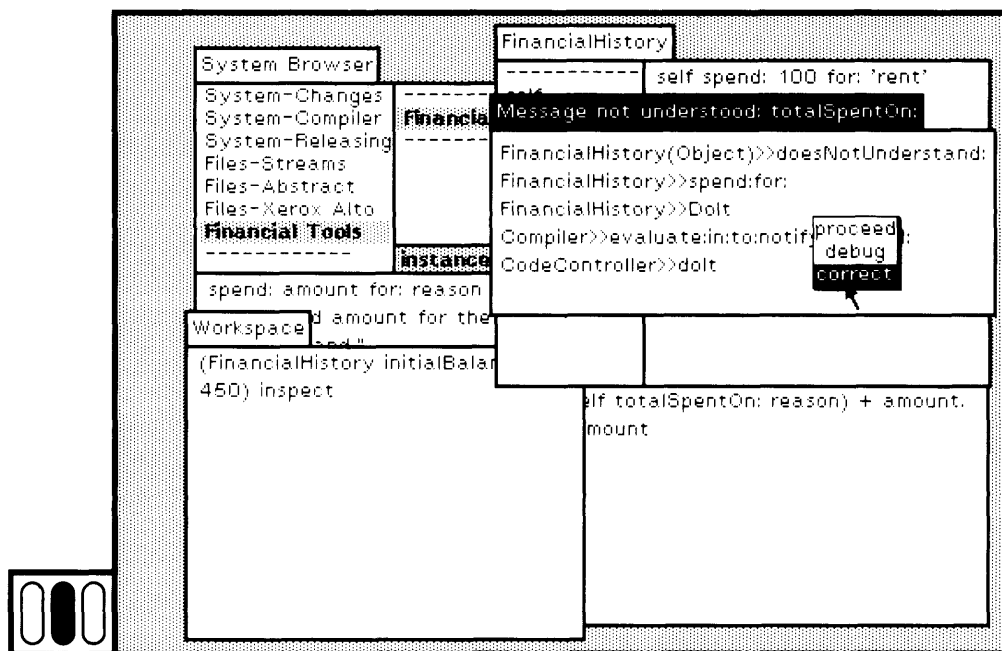 System Browser
System-Changes
System-Compiler
System-Releasing
Files-Streams
Files-Abstract
Files-Xerox Alto
Financial Tools
--------------
Financia
instance
spend: amount for: reason
d amount for the
Workspace
(FinancialHistory initialBalan
450) inspect
FinancialHistory
self spend: 100 for: 'rent'
Message not understood: totalSpentOn:
FinancialHistory(Object)>>doesNotUnderstand:
FinancialHistory>>spend:for:
FinancialHistory>>DoIt
Compiler>>evaluate:in:to:notify
CodeController>>doIt
proceed
debug
correct
elf totalSpentOn: reason) + amount.
mount